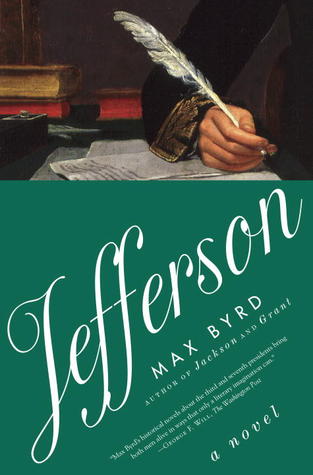 Jefferson
MAX BYRD
AUTHOR OF Jackson AND Grant
"Max Byrd's historical novels about the third and seventh presidents bring
both men alive in ways that only a literary imagination can."
—GEORGE F. WILL, The Washington Post
a novel